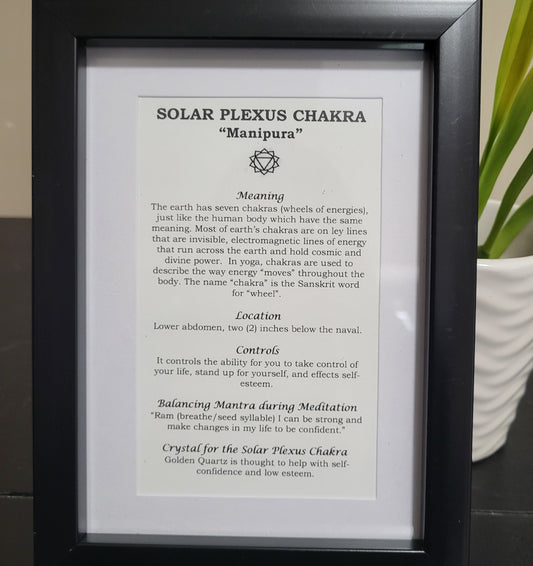 SOLAR PLEXUS CHAKRA
“Manipura”
Meaning
The earth has seven chakras (wheels of energies),
just like the human body which have the same
meaning. Most of earth’s chakras are on ley lines
that are invisible, electromagnetic lines of energy
that run across the earth and hold cosmic and
divine power. In yoga, chakras are used to
describe the way energy “moves” throughout the
body. The name “chakra” is the Sanskrit word
for “wheel”.
Location
Lower abdomen, two (2) inches below the naval.
Controls
It controls the ability for you to take control of
your life, stand up for yourself, and effects self-
esteem.
Balancing Mantra during Meditation
“Ram (breathe/seed syllable) I can be strong and
make changes in my life to be confident.”
Crystal for the Solar Plexus Chakra
Golden Quartz is thought to help with self-
confidence and low esteem.